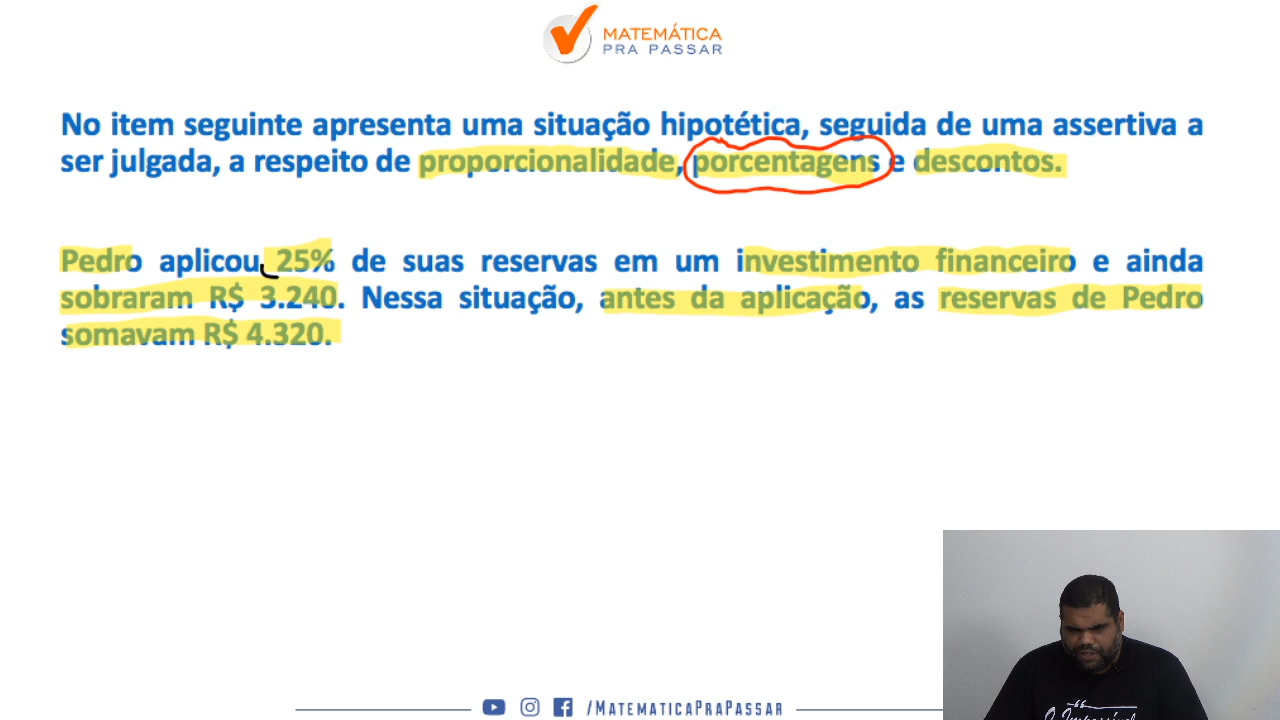 MATEMÁTICA
PRA PASSAR
No item seguinte apresenta uma situação hipotética, seguida de uma assertiva a
ser julgada, a respeito de proporcionalidade, porcentagens e descontos.
Pedro aplicou 25% de suas reservas em um investimento financeiro e ainda
sobraram R$ 3.240. Nessa situação, antes da aplicação, as reservas de Pedro
somavam R$ 4.320.
/MATEMATICAPRAPASSAR
O Impossível